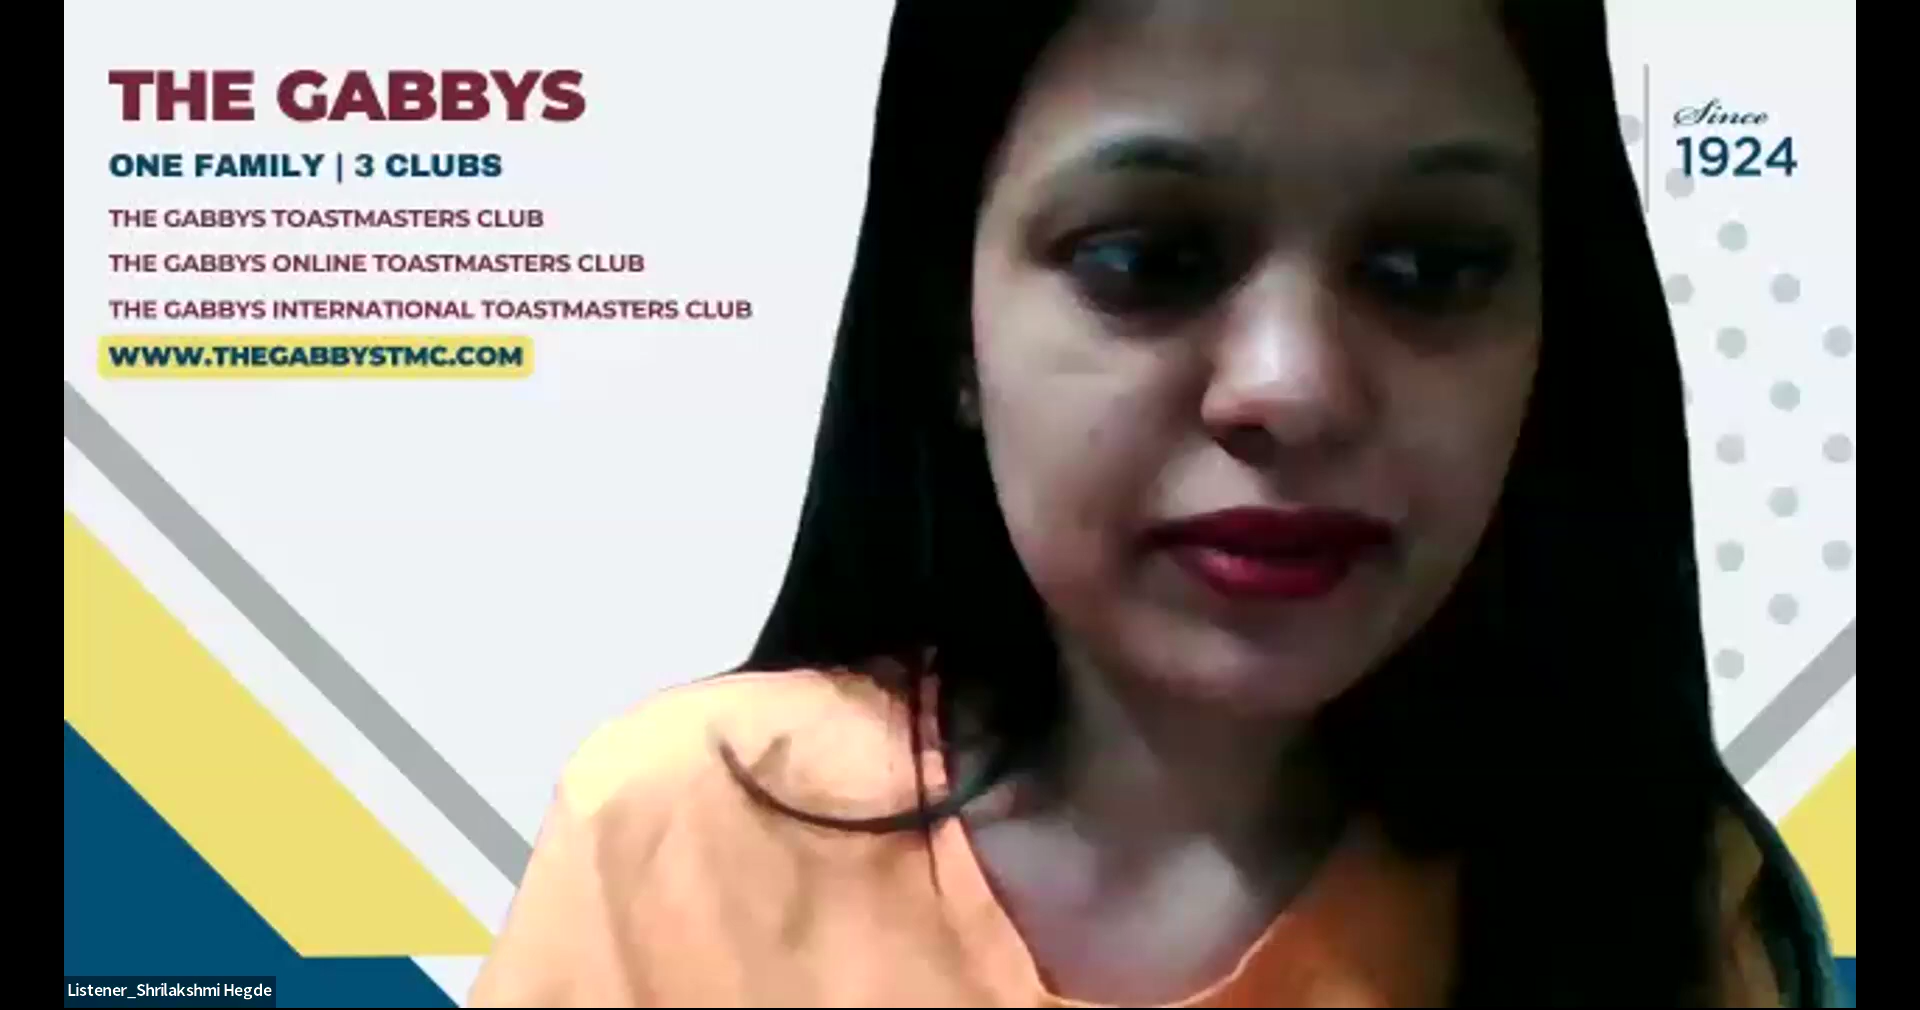 THE GABBYS
ONE FAMILY | 3 CLUBS
THE GABBYS TOASTMASTERS CLUB
THE GABBYS ONLINE TOASTMASTERS CLUB
THE GABBYS INTERNATIONAL TOASTMASTERS CLUB
WWW.THEGABBYSTMC.COM
Since
1924
Listener_Shrilakshmi Hegde